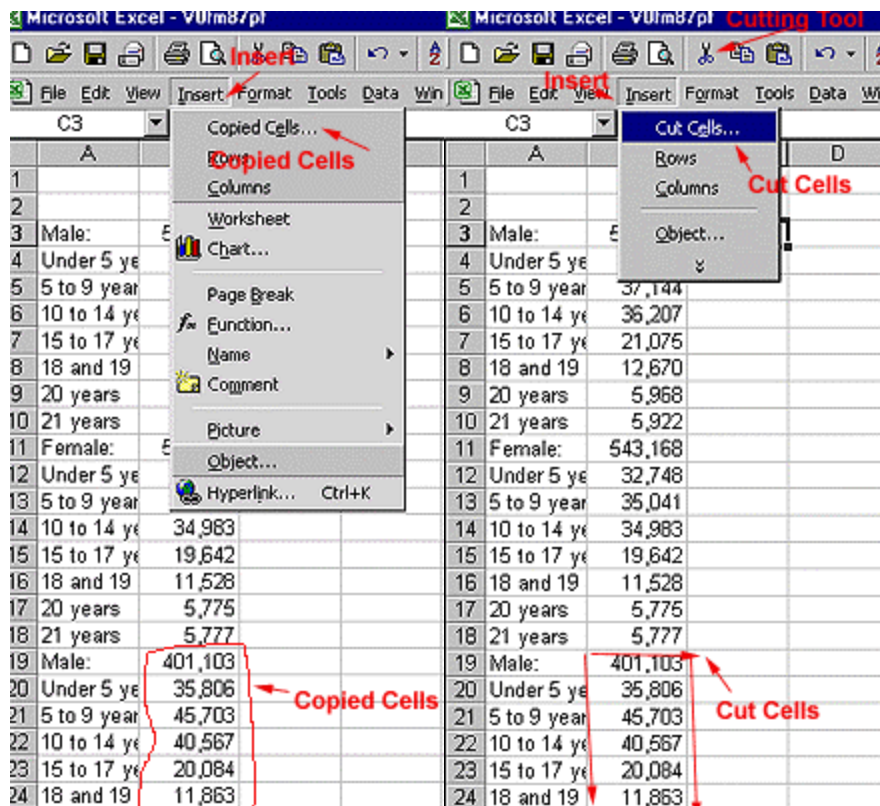 Microsoft Excel - V0fm87pf
Insert
File Edit View Insert Format Tools Data Win
C3
Copied Cells...
Rows
Copied Cells
Columns
Worksheet
Chart...
Page Break
Function...
Name
Comment
Picture
Object...
Hyperlink... Ctrl+K
A
1
2
3 Male: 5
4 Under 5 ye
5 5 to 9 year
6 10 to 14 ye
7 15 to 17 ye
8 18 and 19
9 20 years
10 21 years
11 Female: 5
12 Under 5 ye
13 5 to 9 year
14 10 to 14 ye 34,983
15 15 to 17 ye 19,642
16 18 and 19 11,528
17 20 years 5,775
18 21 years 5,777
19 Male: 401,103
20 Under 5 ye 35,806
21 5 to 9 year 45,703
22 10 to 14 ye 40,567
23 15 to 17 ye 20,084
24 18 and 19 11,863
Copied Cells
Microsoft Excel - V0fm87pf
Cutting Tool
Insert
File Edit View Insert Format Tools Data Wi
C3
Cut Cells...
Rows
Columns
Cut Cells
Object...
A D
1
2
3 Male: 5
4 Under 5 ye
5 5 to 9 year 37,144
6 10 to 14 ye 36,207
7 15 to 17 ye 21,075
8 18 and 19 12,670
9 20 years 5,968
10 21 years 5,922
11 Female: 543,168
12 Under 5 ye 32,748
13 5 to 9 year 35,041
14 10 to 14 ye 34,983
15 15 to 17 ye 19,642
16 18 and 19 11,528
17 20 years 5,775
18 21 years 5,777
19 Male: 401,103
20 Under 5 ye 35,806
21 5 to 9 year 45,703
22 10 to 14 ye 40,567
23 15 to 17 ye 20,084
24 18 and 19 11,863
Cut Cells